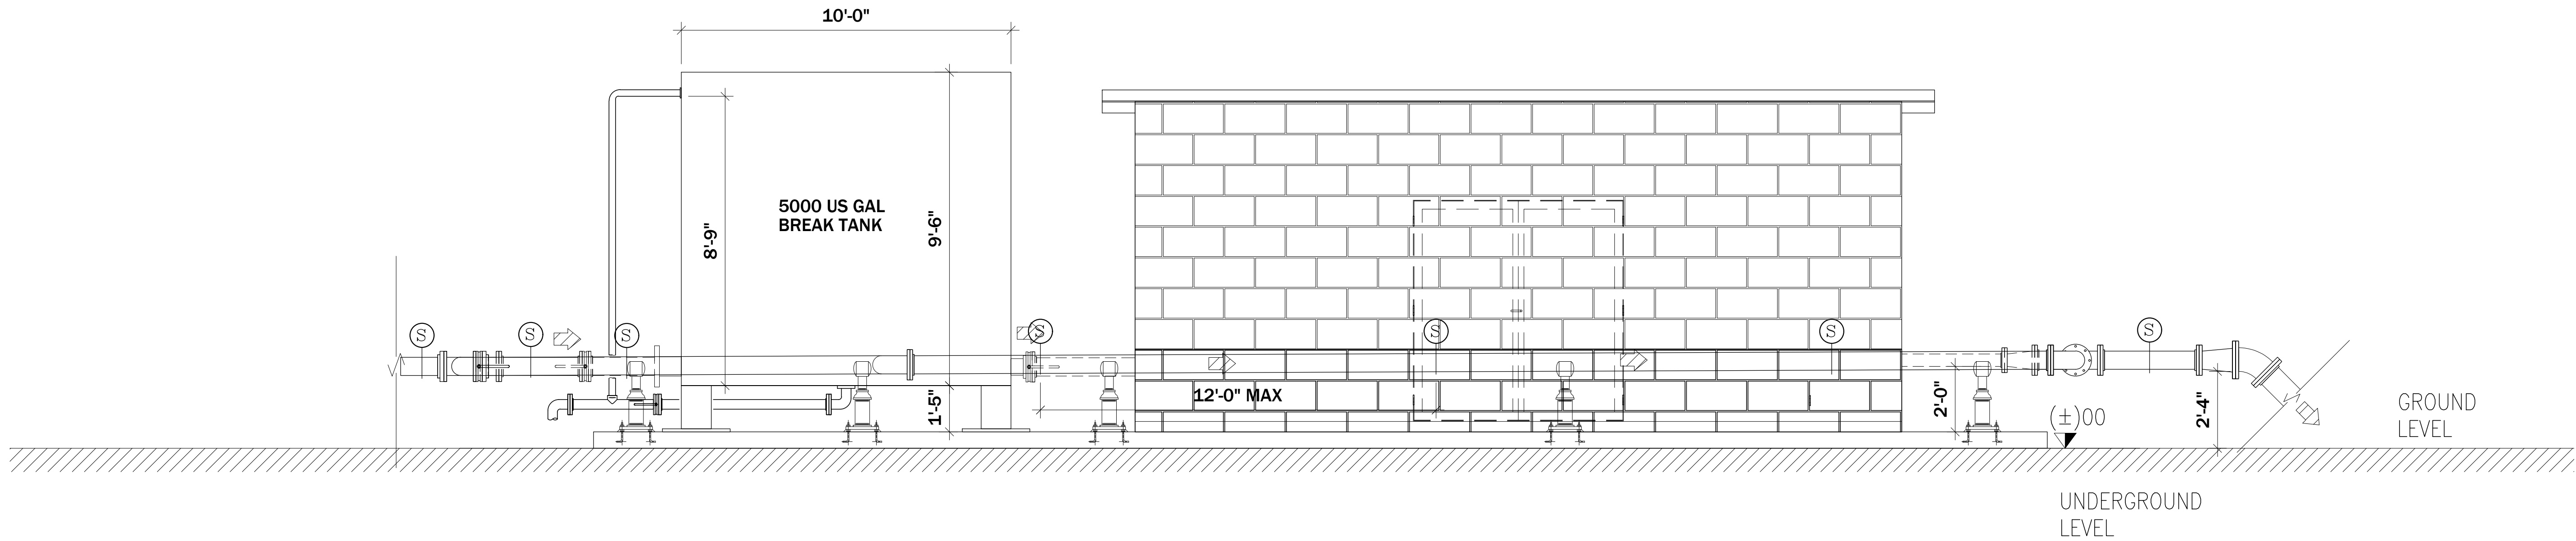 10'-0"
5000 US GAL
BREAK TANK
8'-9"
9'-6"
1'-5"
S
S
S
S
S
S
S
12'-0" MAX
2'-0"
(±)00
2'-4"
GROUND
LEVEL
UNDERGROUND
LEVEL